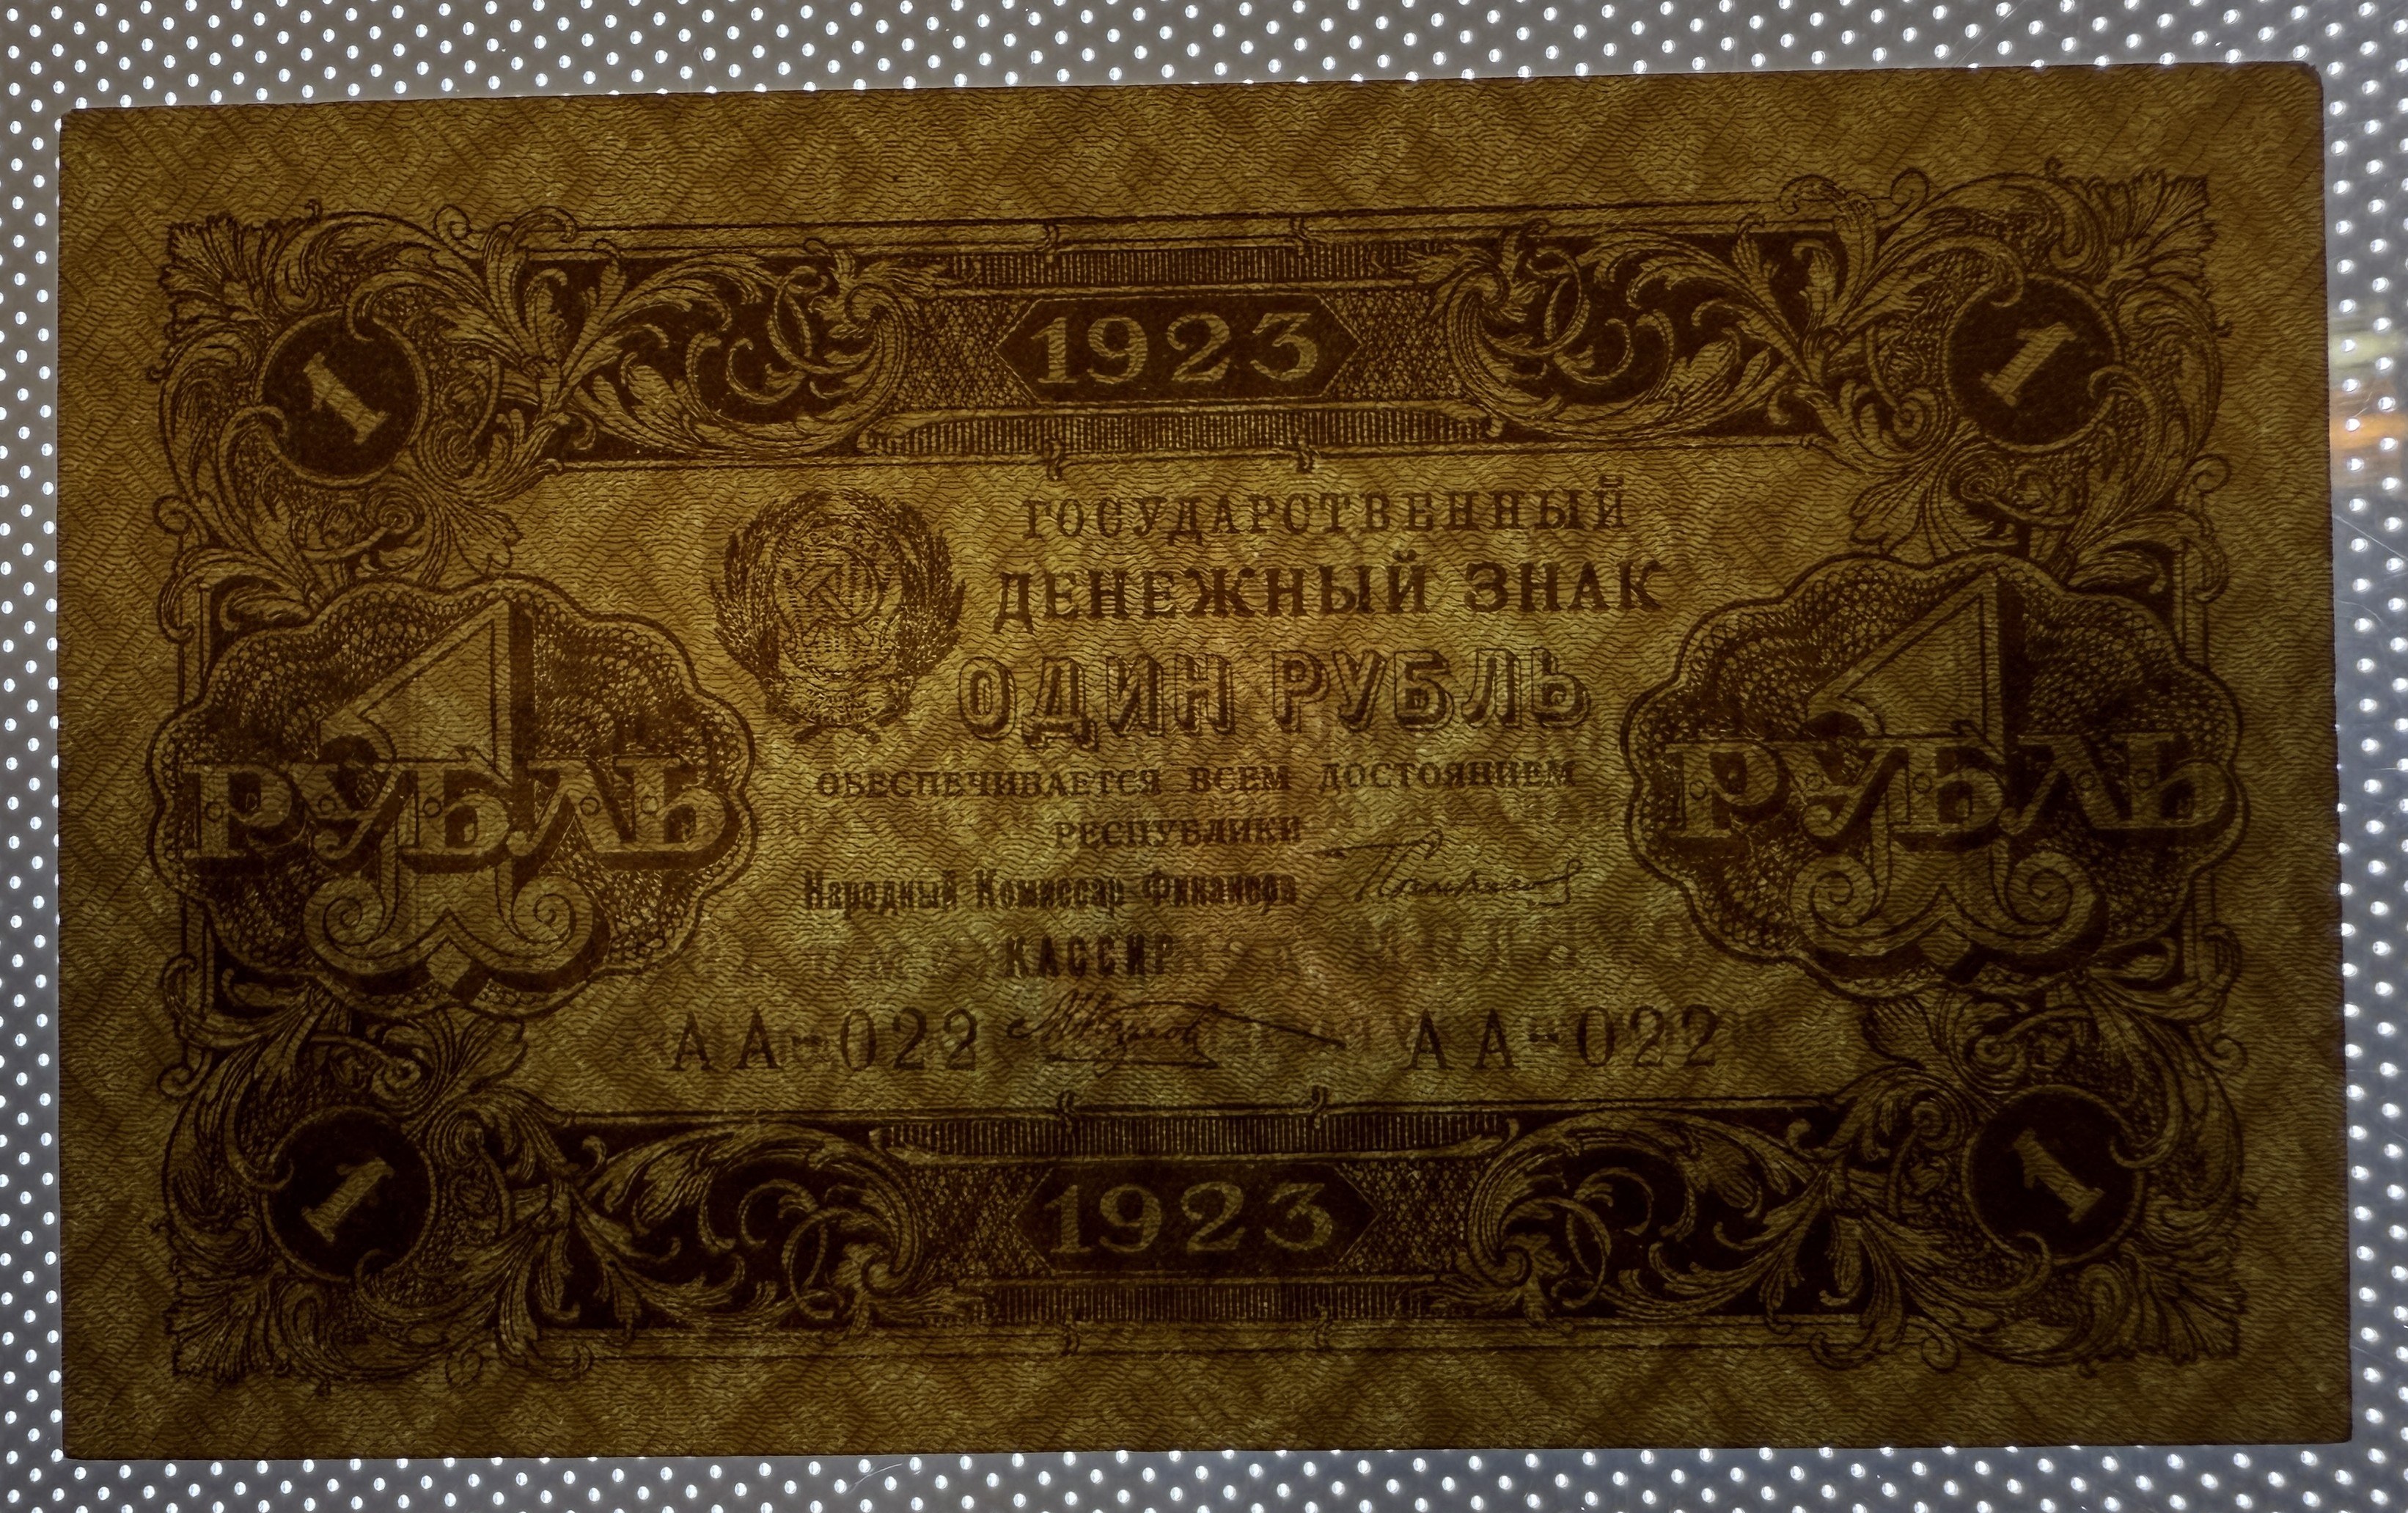 1 1923 1
ГОСУДАРСТВЕННЫЙ
ДЕНЕЖНЫЙ ЗНАК
ОДИН РУБЛЬ
1 РУБЛЬ
1 РУБЛЬ
ОБЕСПЕЧИВАЕТСЯ ВСЕМ ДОСТОЯНИЕМ
РЕСПУБЛИКИ
Народный Комиссар Финансов
КАССИР
АА-022 АА-022
1 1923 1